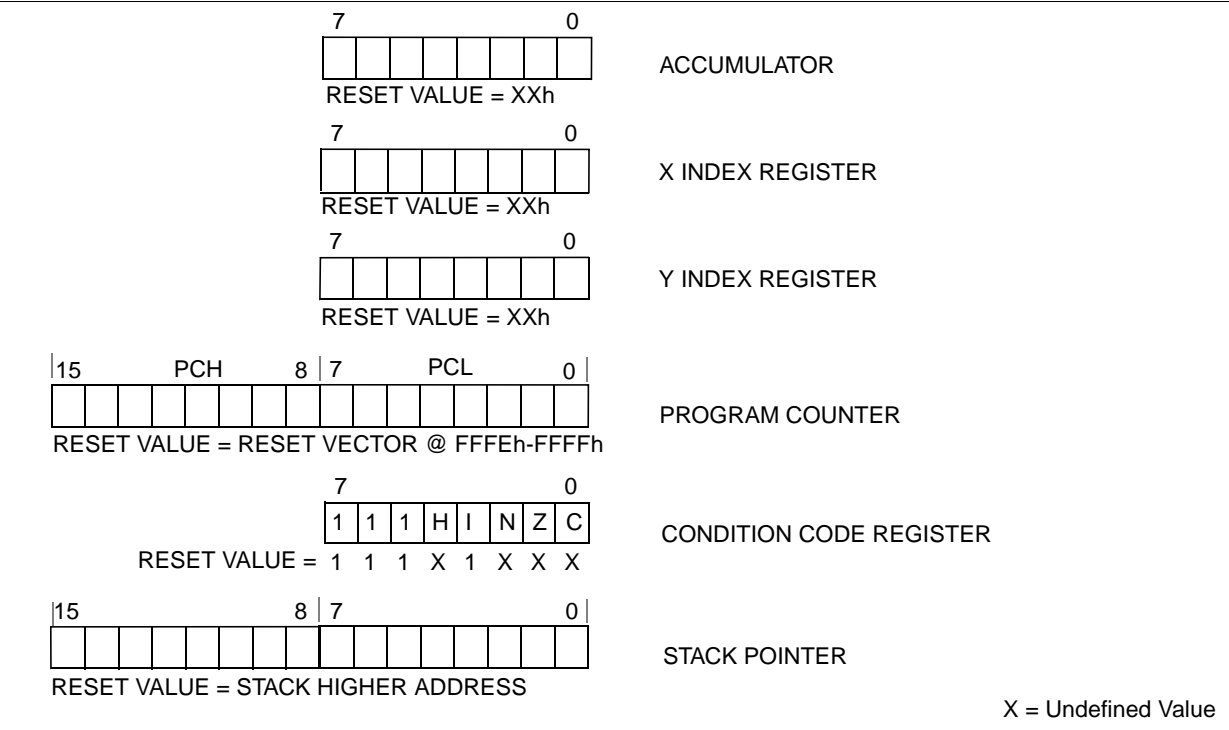 7 0
ACCUMULATOR
RESET VALUE = XXh
7 0
X INDEX REGISTER
RESET VALUE = XXh
7 0
Y INDEX REGISTER
RESET VALUE = XXh
15 PCH 8 7 PCL 0
PROGRAM COUNTER
RESET VALUE = RESET VECTOR @ FFFEh-FFFFh
7 0
1 1 1 H I N Z C
CONDITION CODE REGISTER
RESET VALUE = 1 1 1 X 1 X X X
15 8 7 0
STACK POINTER
RESET VALUE = STACK HIGHER ADDRESS
X = Undefined Value